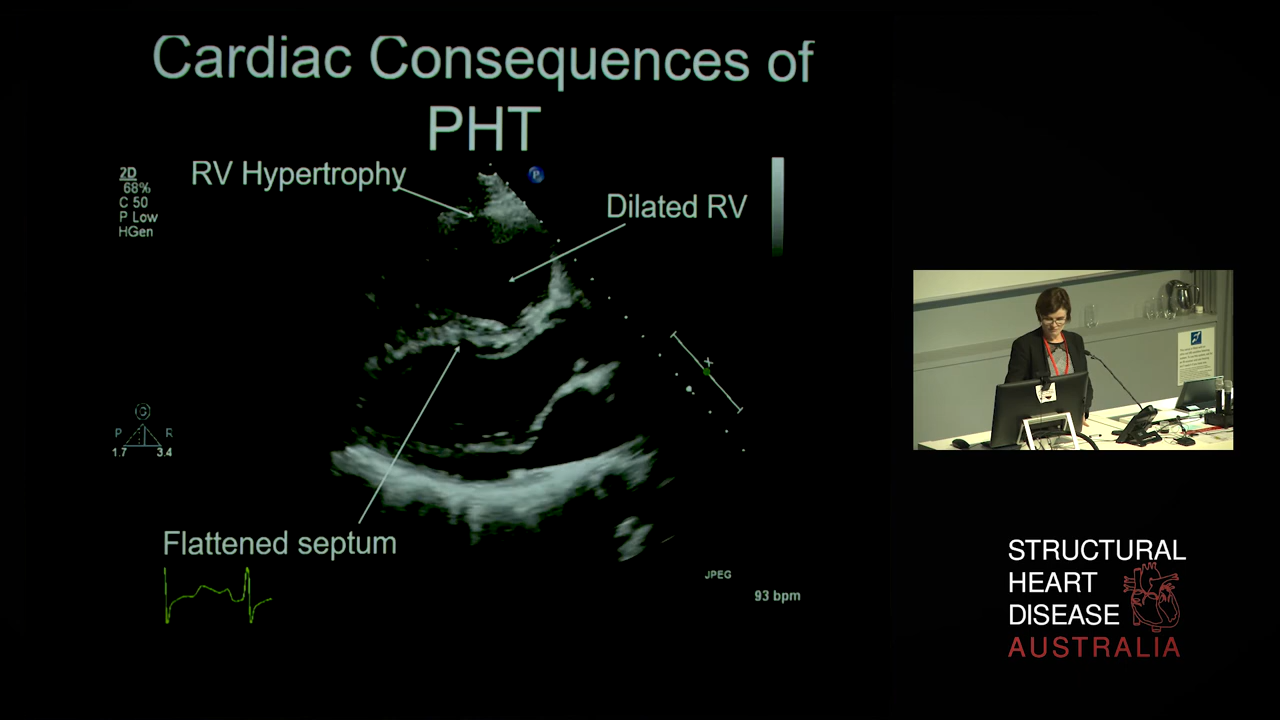 Cardiac Consequences of
PHT
2D
68%
C 50
P Low
HGen
RV Hypertrophy
P
Dilated RV
G
P R
1.7 3.4
Flattened septum
JPEG
93 bpm
STRUCTURAL
HEART
DISEASE
AUSTRALIA